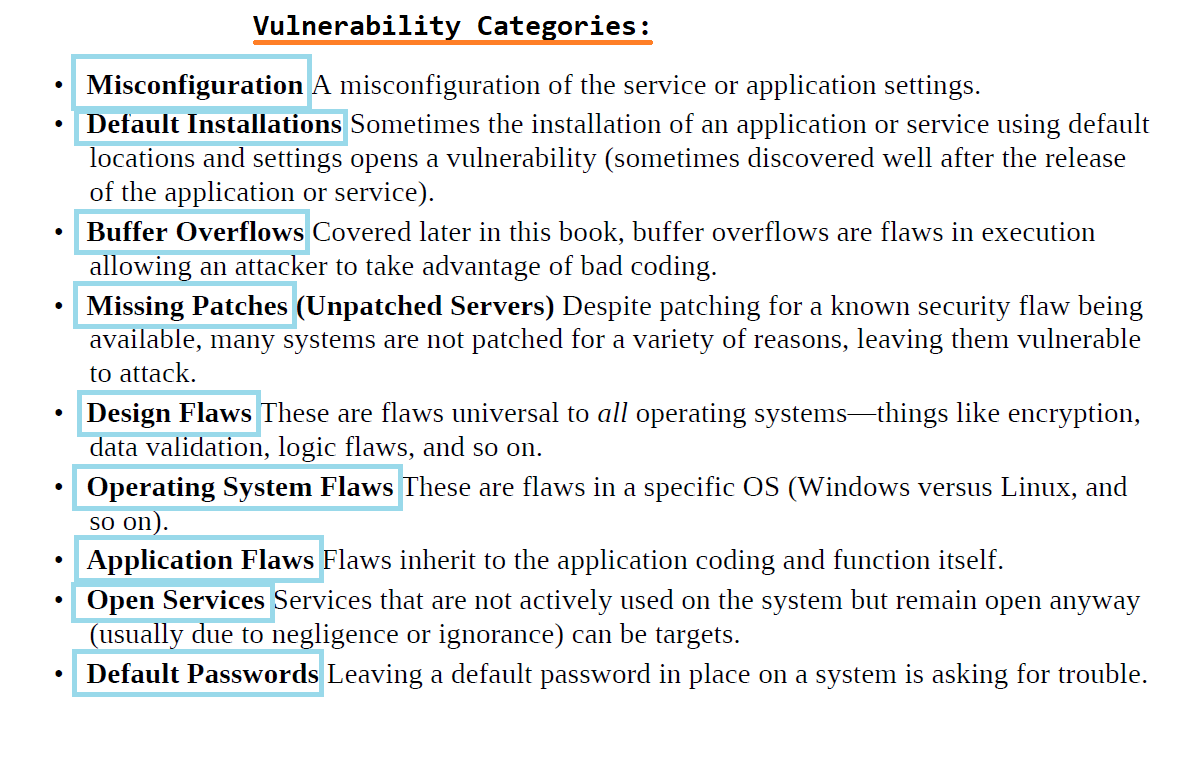 Vulnerability Categories:
• Misconfiguration A misconfiguration of the service or application settings.
• Default Installations Sometimes the installation of an application or service using default
locations and settings opens a vulnerability (sometimes discovered well after the release
of the application or service).
• Buffer Overflows Covered later in this book, buffer overflows are flaws in execution
allowing an attacker to take advantage of bad coding.
• Missing Patches (Unpatched Servers) Despite patching for a known security flaw being
available, many systems are not patched for a variety of reasons, leaving them vulnerable
to attack.
• Design Flaws These are flaws universal to all operating systems—things like encryption,
data validation, logic flaws, and so on.
• Operating System Flaws These are flaws in a specific OS (Windows versus Linux, and
so on).
• Application Flaws Flaws inherit to the application coding and function itself.
• Open Services Services that are not actively used on the system but remain open anyway
(usually due to negligence or ignorance) can be targets.
• Default Passwords Leaving a default password in place on a system is asking for trouble.